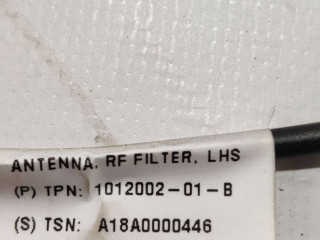 ANTENNA, RF FILTER, LHS
(P) TPN: 1012002-01-B
(S) TSN: A18A0000446